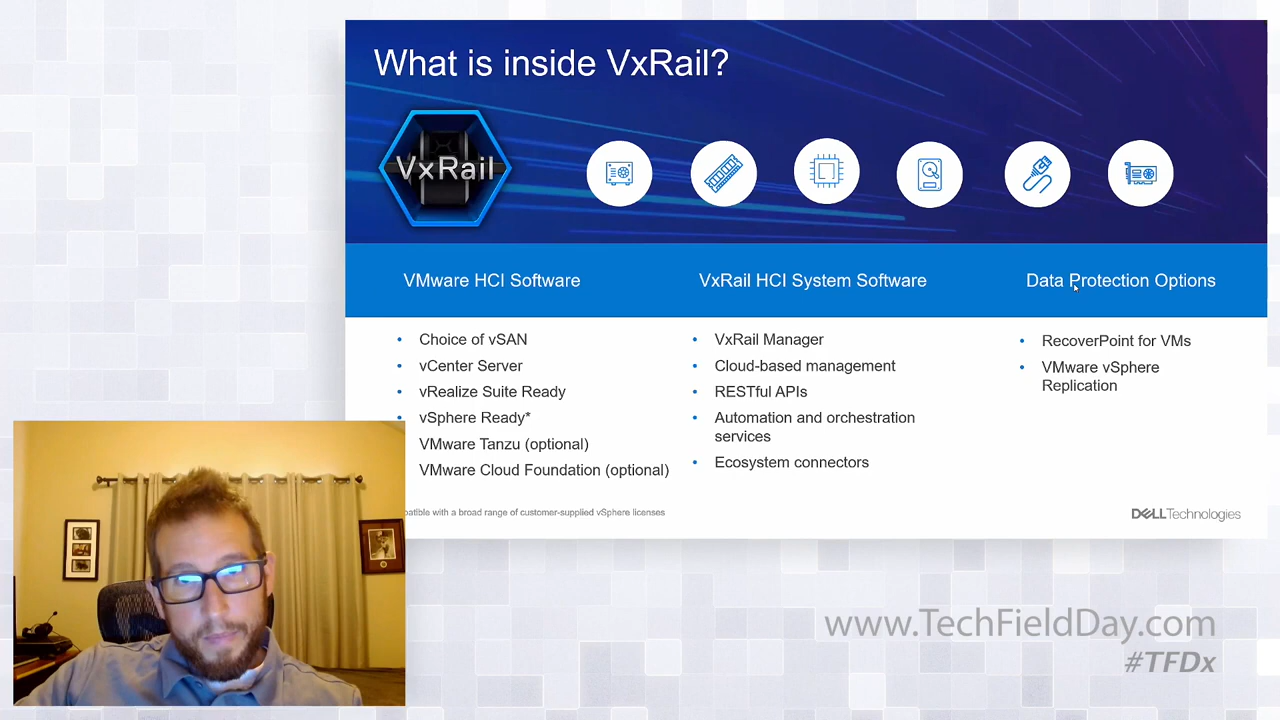 What is inside VxRail?
VxRail
VMware HCI Software
Choice of vSAN
vCenter Server
vRealize Suite Ready
vSphere Ready*
VMware Tanzu (optional)
VMware Cloud Foundation (optional)
VxRail HCI System Software
VxRail Manager
Cloud-based management
RESTful APIs
Automation and orchestration
services
Ecosystem connectors
Data Protection Options
RecoverPoint for VMs
VMware vSphere
Replication
with a broad range of customer-supplied vSphere licenses
DELLTechnologies
www.TechFieldDay.com
#TFDx